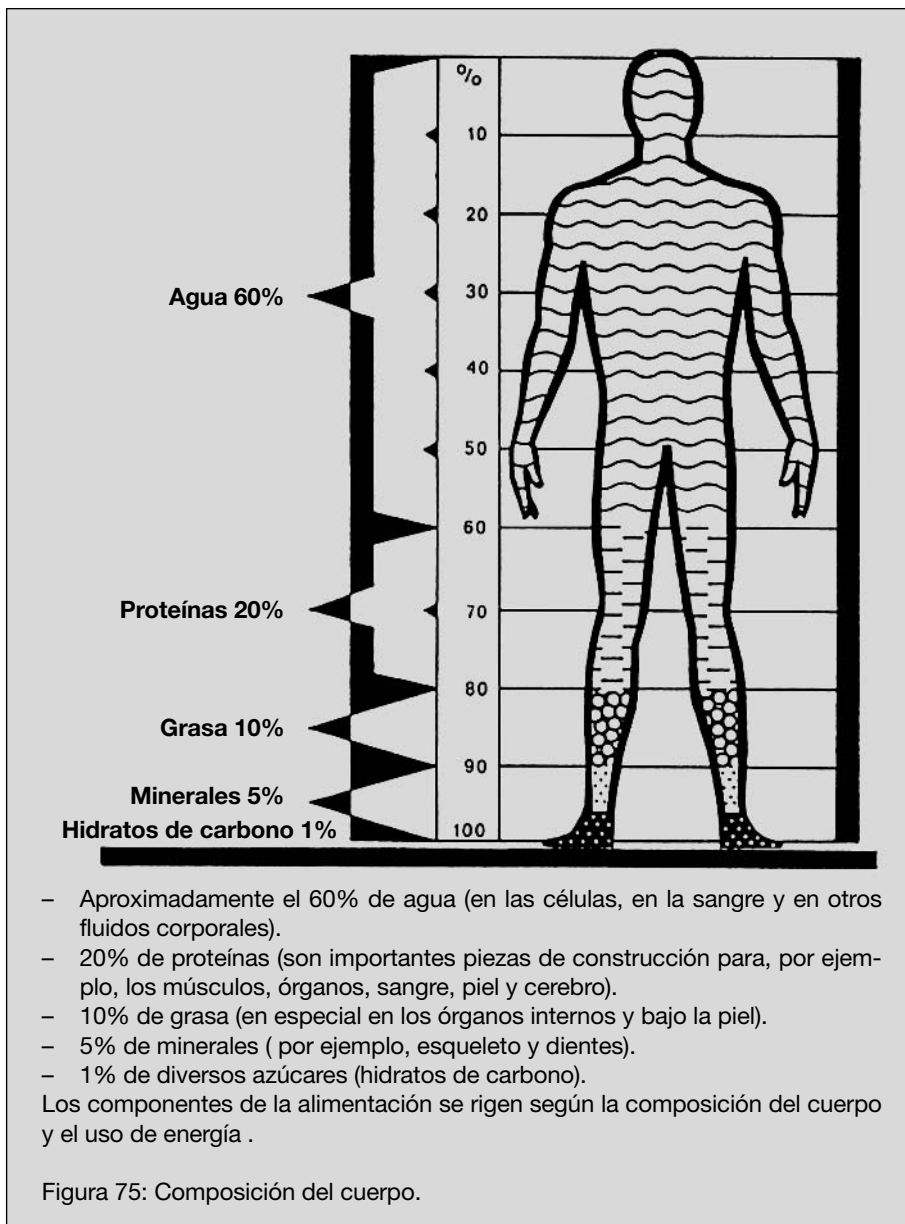 %
10
20
Agua 60%
30
40
50
60
Proteínas 20%
70
80
Grasa 10%
90
Minerales 5%
Hidratos de carbono 1%
100
– Aproximadamente el 60% de agua (en las células, en la sangre y en otros
fluidos corporales).
– 20% de proteínas (son importantes piezas de construcción para, por ejem-
plo, los músculos, órganos, sangre, piel y cerebro).
– 10% de grasa (en especial en los órganos internos y bajo la piel).
– 5% de minerales ( por ejemplo, esqueleto y dientes).
– 1% de diversos azúcares (hidratos de carbono).
Los componentes de la alimentación se rigen según la composición del cuerpo
y el uso de energía .
Figura 75: Composición del cuerpo.